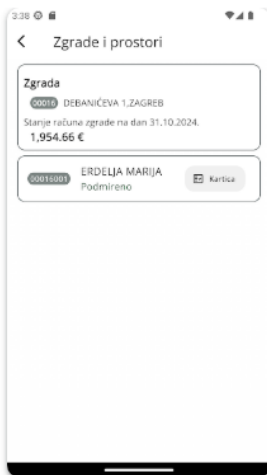 3:38
Zgrade i prostori
Zgrada
00016 DEBANIĆEVA 1,ZAGREB
Stanje računa zgrade na dan 31.10.2024.
1,954.66 €
00016001 ERDELJA MARIJA
Podmireno
Kartica